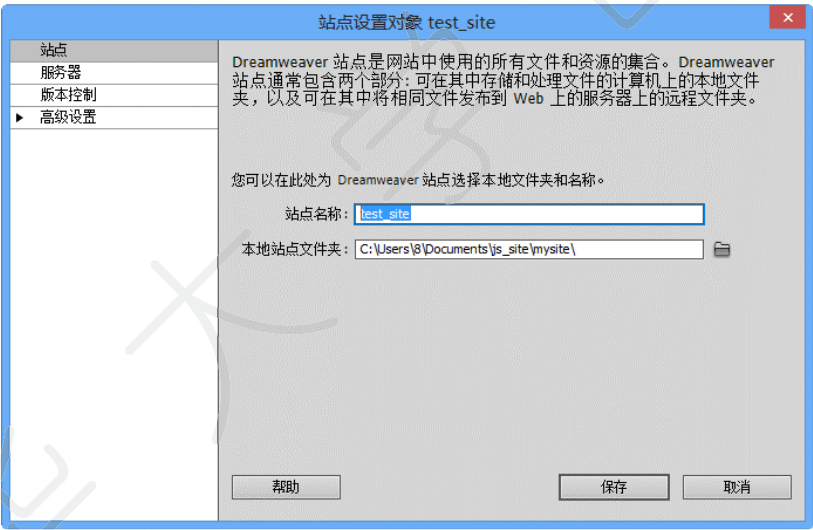 站点设置对象 test_site
站点
服务器
版本控制
高级设置
Dreamweaver 站点是网站中使用的所有文件和资源的集合。Dreamweaver
站点通常包含两个部分：可在其中存储和处理文件的计算机上的本地文件
夹，以及可在其中将相同文件发布到 Web 上的服务器上的远程文件夹。
您可以在此处为 Dreamweaver 站点选择本地文件夹和名称。
站点名称： test_site
本地站点文件夹： C:\Users\8\Documents\js_site\mysite\
帮助 保存 取消